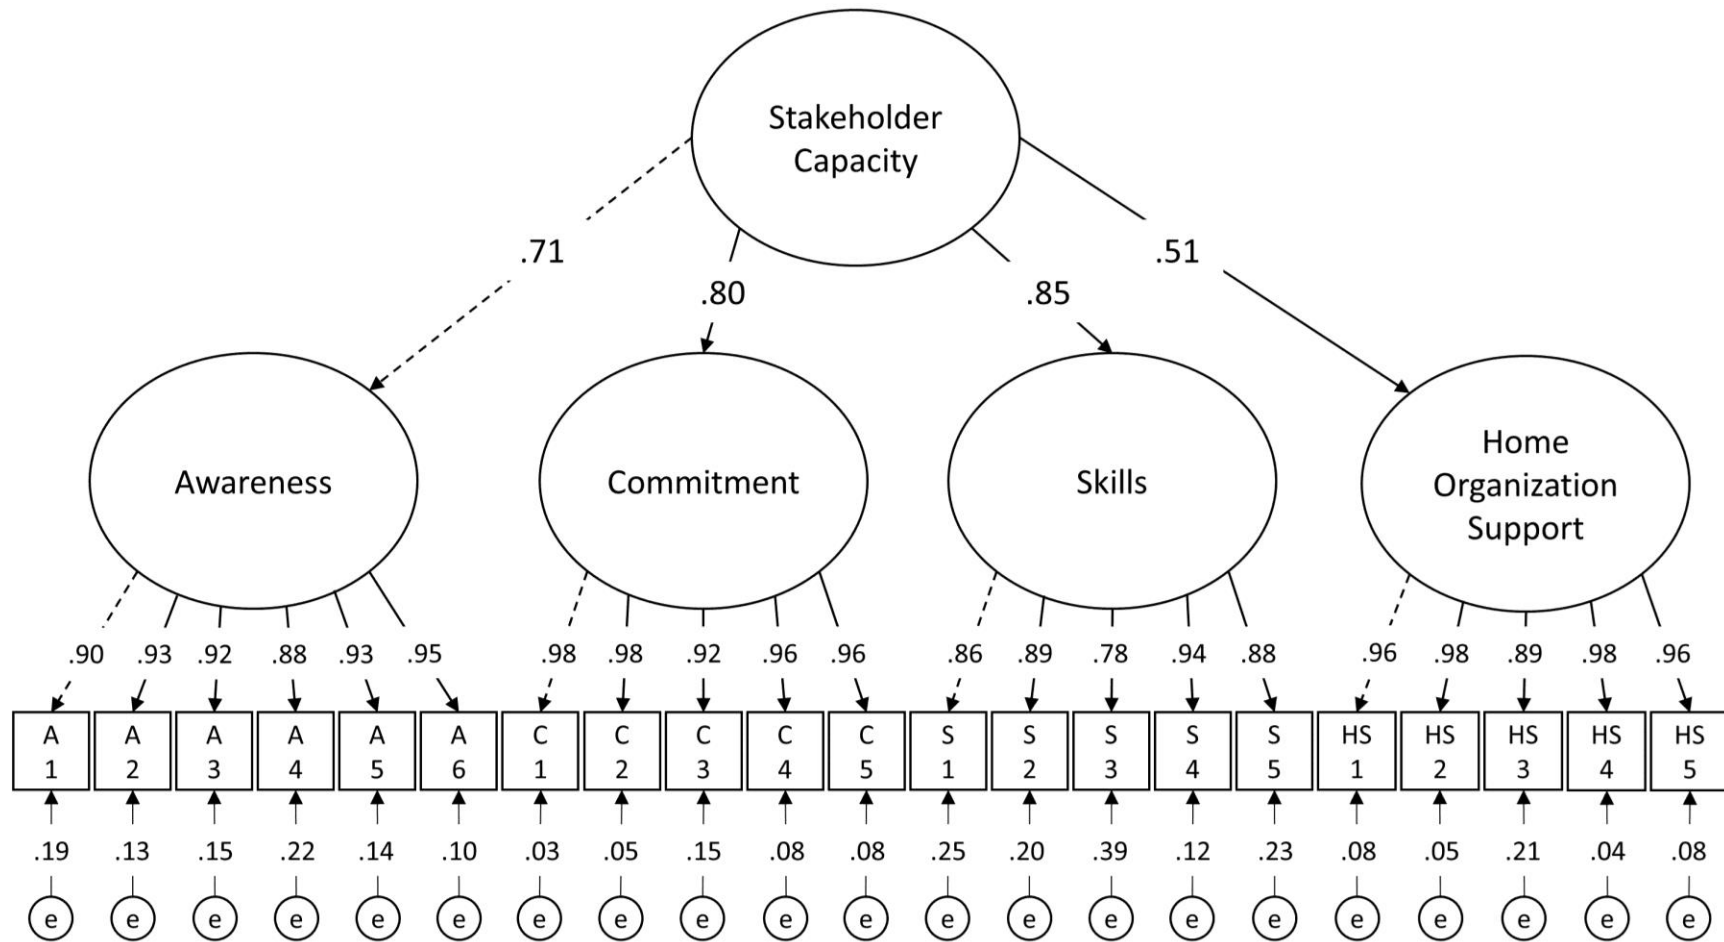 Stakeholder
Capacity
.71
.80
.85
.51
Awareness
Commitment
Skills
Home
Organization
Support
.90 .93 .92 .88 .93 .95 .98 .98 .92 .96 .96 .86 .89 .78 .94 .88 .96 .98 .89 .98 .96
A A A A A A C C C C C S S S S S HS HS HS HS HS
1 2 3 4 5 6 1 2 3 4 5 1 2 3 4 5 1 2 3 4 5
.19 .13 .15 .22 .14 .10 .03 .05 .15 .08 .08 .25 .20 .39 .12 .23 .08 .05 .21 .04 .08
e e e e e e e e e e e e e e e e e e e e e